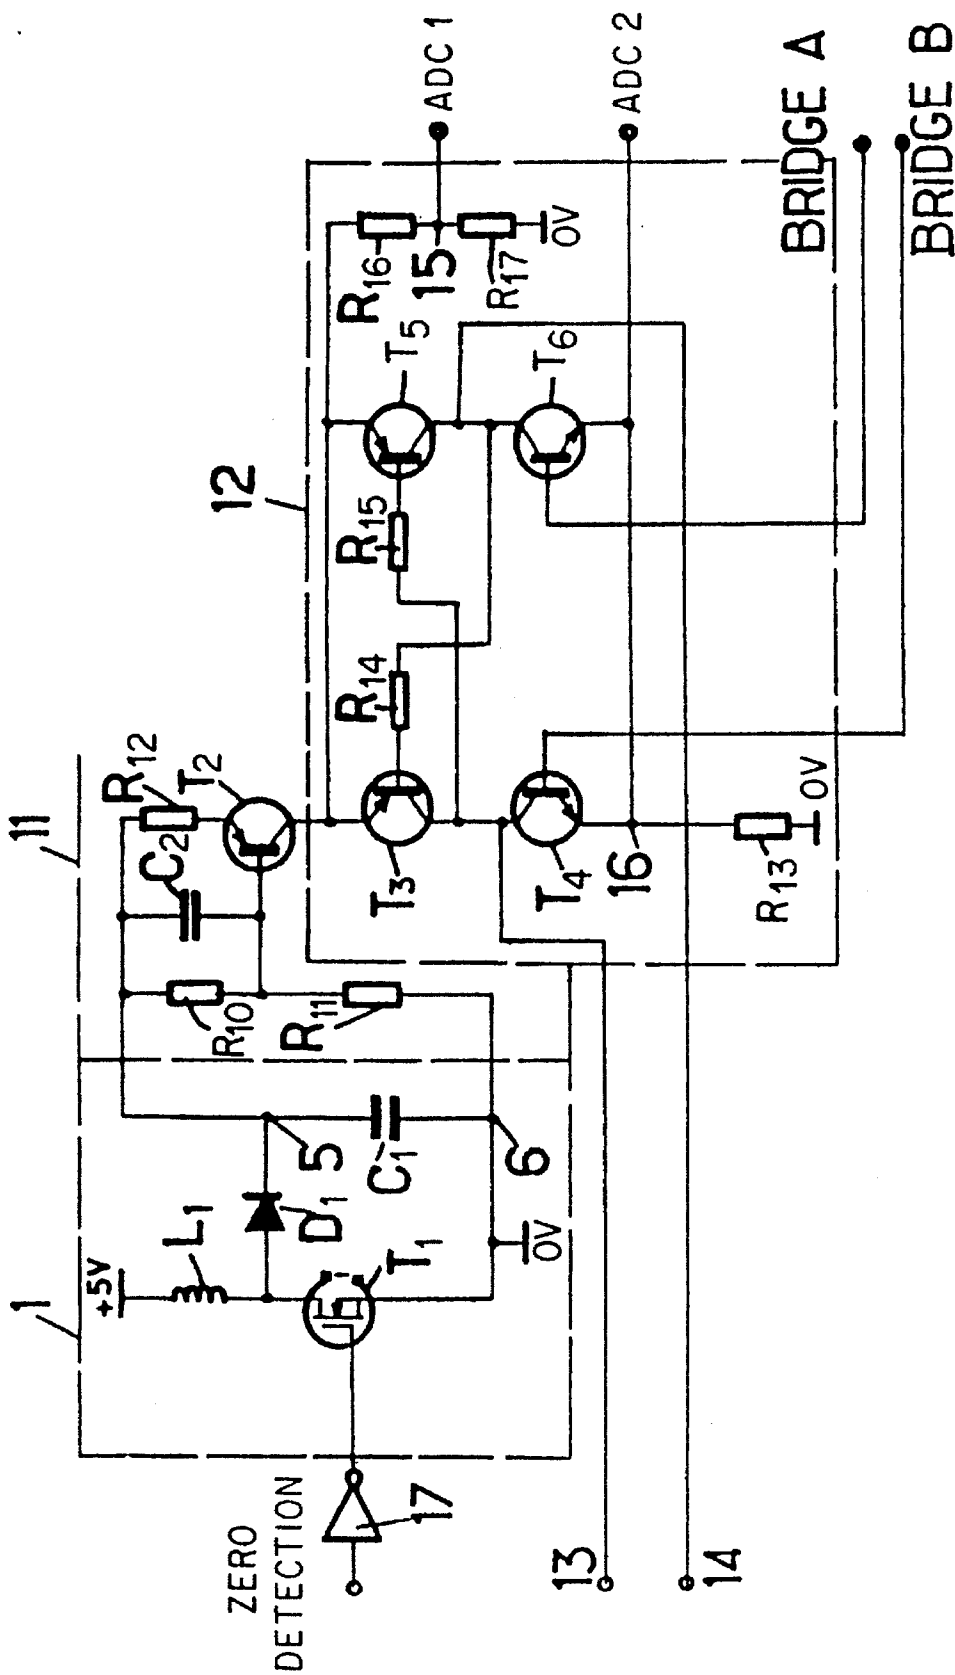 1
11
12
+5V
L1
D1
T1
5
C1
6
0V
ZERO
DETECTION
17
13
14
R10
R11
C2
R12
T2
T3
T4
16
R13
0V
R14
R15
T5
T6
R16
15
R17
0V
ADC 1
ADC 2
BRIDGE A
BRIDGE B